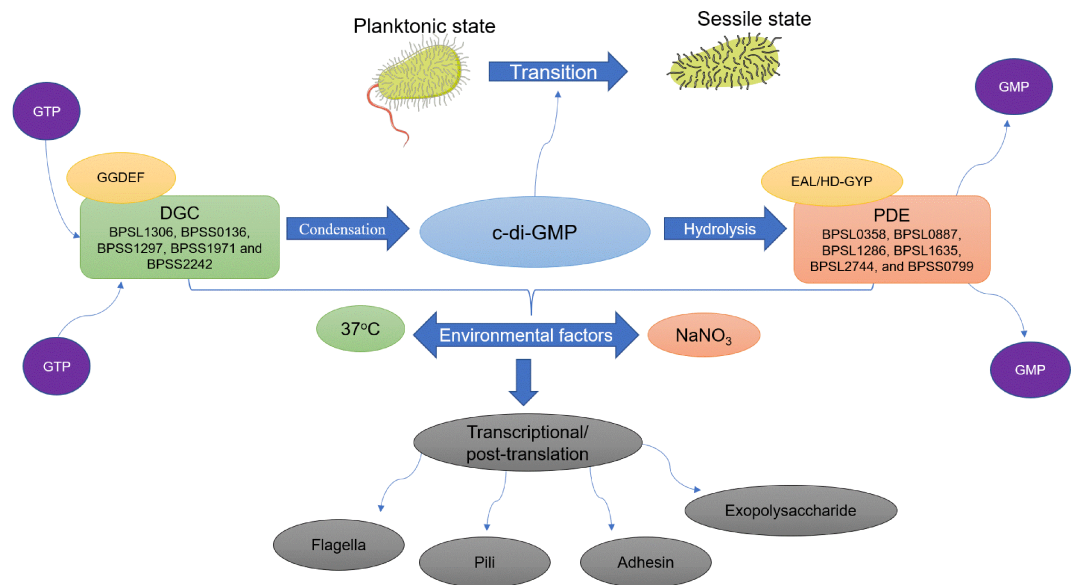 Planktonic state
Sessile state
Transition
GTP
GMP
GGDEF
EAL/HD-GYP
DGC
BPSL1306, BPSS0136,
BPSS1297, BPSS1971 and
BPSS2242
Condensation
c-di-GMP
Hydrolysis
PDE
BPSL0358, BPSL0887,
BPSL1286, BPSL1635,
BPSL2744, and BPSS0799
37°C
Environmental factors
NaNO₃
GTP
GMP
Transcriptional/
post-translation
Exopolysaccharide
Flagella
Pili
Adhesin